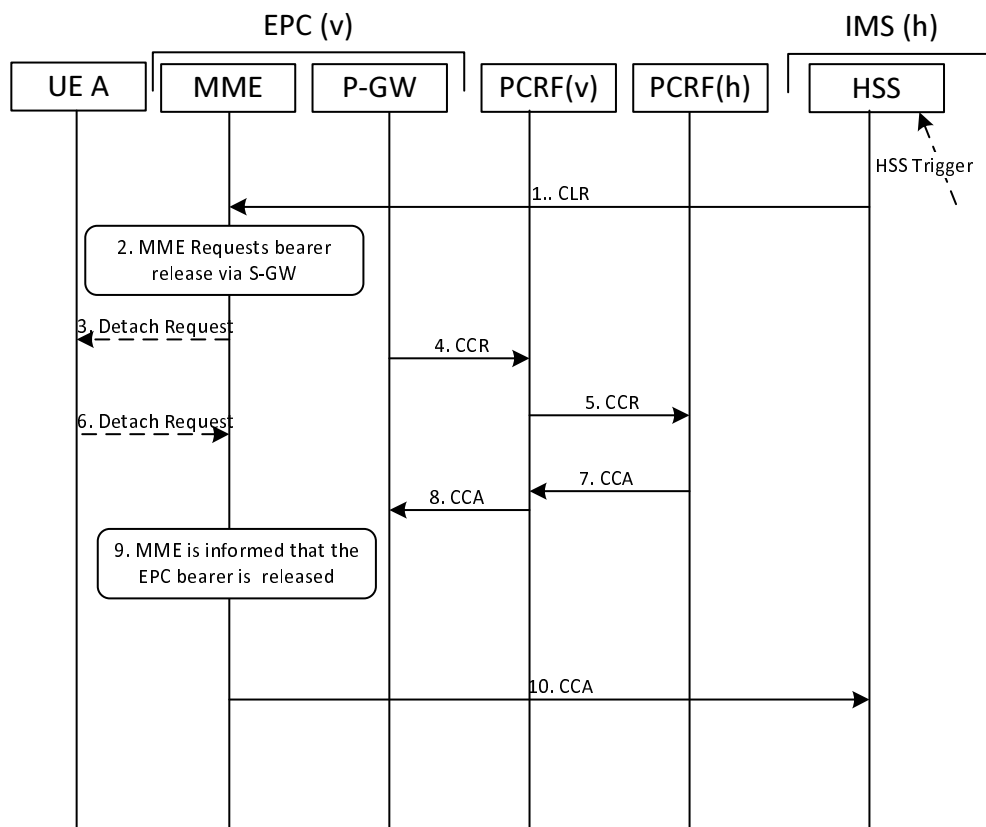 EPC (v)
IMS (h)
UE A
MME
P-GW
PCRF(v)
PCRF(h)
HSS
HSS Trigger
1.. CLR
2. MME Requests bearer
release via S-GW
3. Detach Request
4. CCR
5. CCR
6. Detach Request
7. CCA
8. CCA
9. MME is informed that the
EPC bearer is released
10. CCA